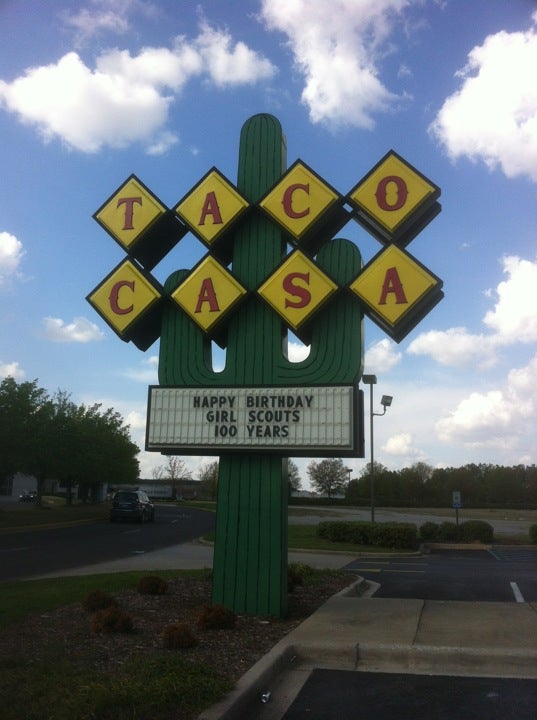 TACO
CASA
HAPPY BIRTHDAY
GIRL SCOUTS
100 YEARS